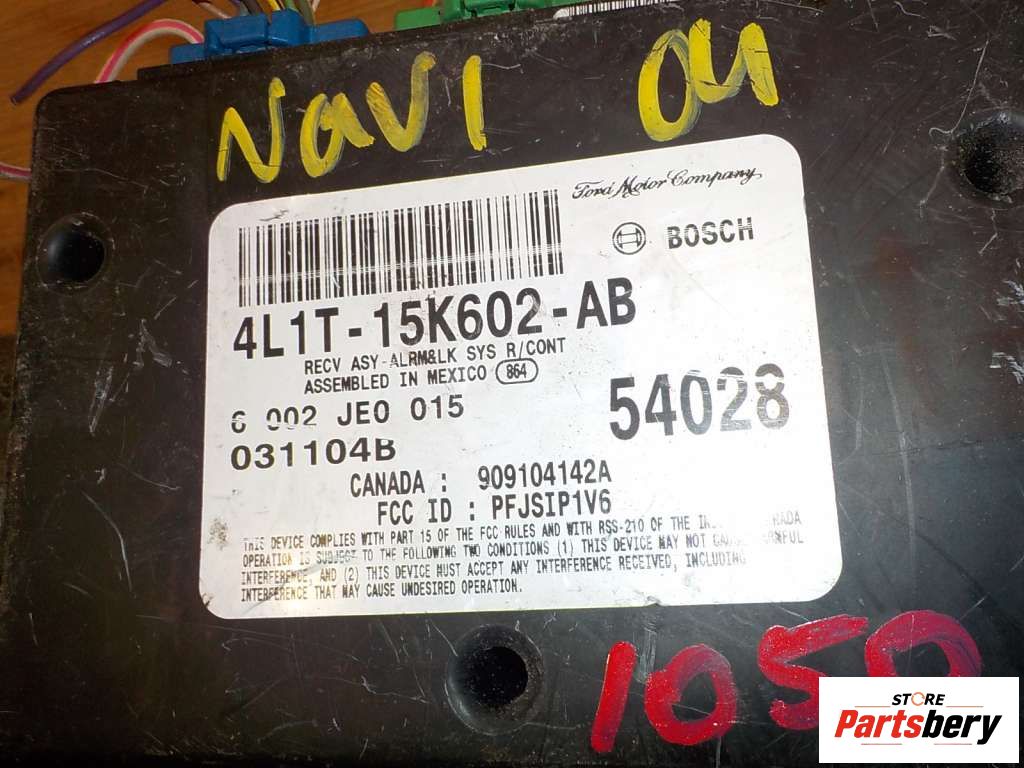 NAVI 04
Ford Motor Company
BOSCH
4L1T-15K602-AB
RECV ASY-ALRM&LK SYS R/CONT
ASSEMBLED IN MEXICO 864
6 002 JE0 015
54028
031104B
CANADA : 909104142A
FCC ID : PFJSIP1V6
THIS DEVICE COMPLIES WITH PART 15 OF THE FCC RULES AND WITH RSS-210 OF THE
OPERATION IS SUBJECT TO THE FOLLOWING TWO CONDITIONS (1) THIS DEVICE MAY NOT CAUSE HARMFUL
INTERFERENCE, AND (2) THIS DEVICE MUST ACCEPT ANY INTERFERENCE RECEIVED, INCLUDING
INTERFERENCE THAT MAY CAUSE UNDESIRED OPERATION.
1050
STORE
Partsbery